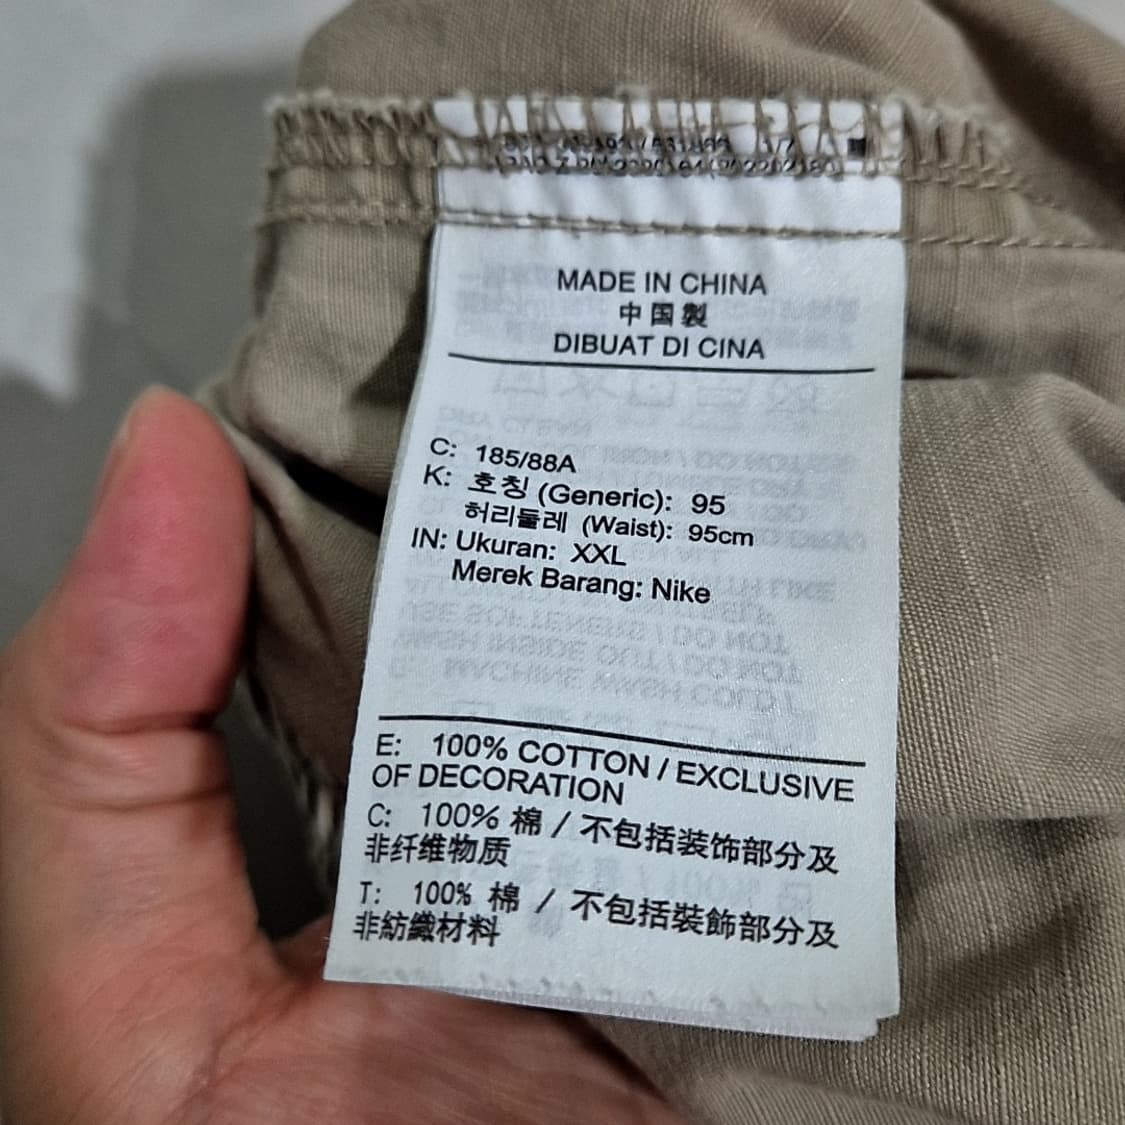 MADE IN CHINA
中国製
DIBUAT DI CINA
C: 185/88A
K: 호칭 (Generic): 95
허리둘레 (Waist): 95cm
IN: Ukuran: XXL
Merek Barang: Nike
E: 100% COTTON / EXCLUSIVE
OF DECORATION
C: 100% 棉 / 不包括装饰部分及
非纤维物质
T: 100% 棉 / 不包括裝飾部分及
非紡織材料